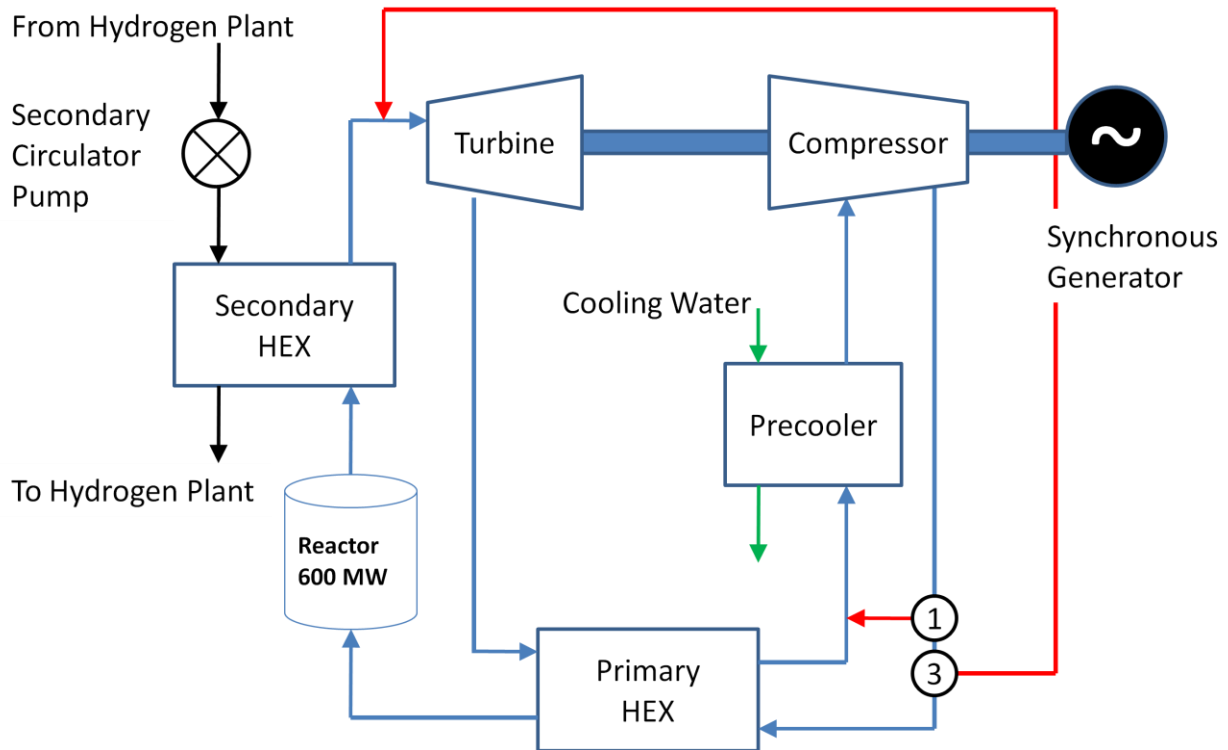 From Hydrogen Plant
Secondary
Circulator
Pump
Turbine
Compressor
~
Synchronous
Generator
Secondary
HEX
Cooling Water
Precooler
To Hydrogen Plant
Reactor
600 MW
1
3
Primary
HEX